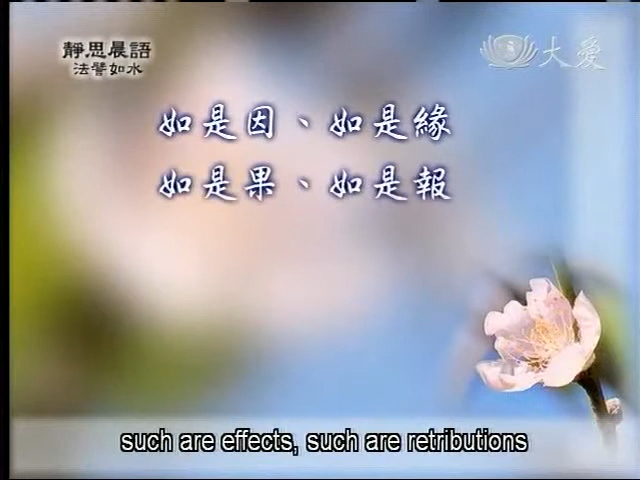 靜思晨語
法譬如水
大愛
如是因、如是緣
如是果、如是報
such are effects, such are retributions